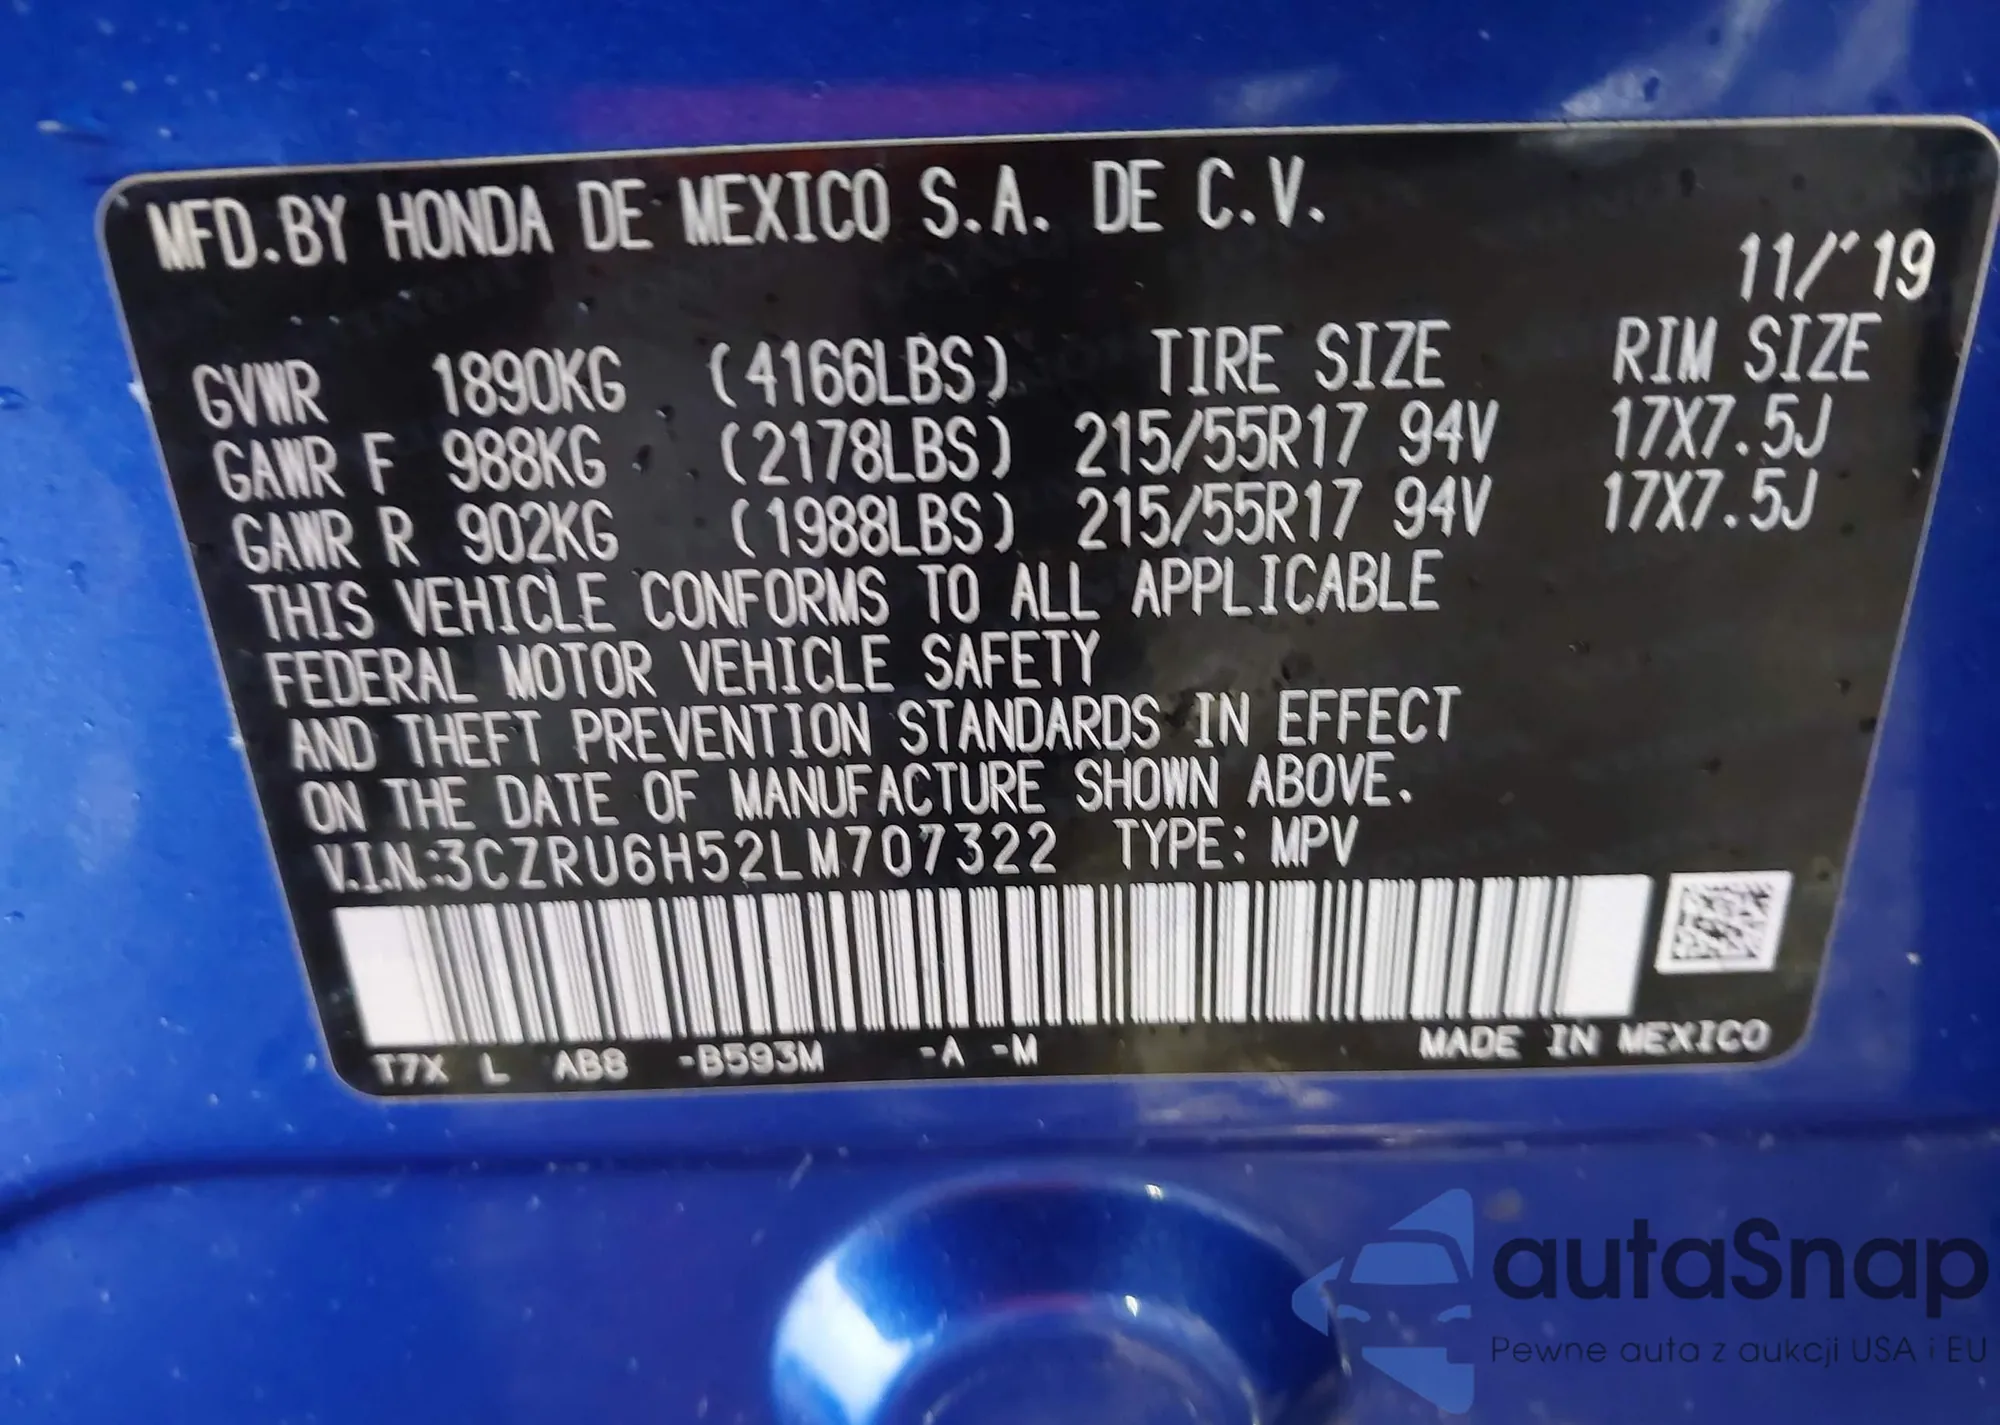 MFD.BY HONDA DE MEXICO S.A. DE C.V.
11/'19
GVWR 1890KG (4166LBS) TIRE SIZE RIM SIZE
GAWR F 988KG (2178LBS) 215/55R17 94V 17X7.5J
GAWR R 902KG (1988LBS) 215/55R17 94V 17X7.5J
THIS VEHICLE CONFORMS TO ALL APPLICABLE
FEDERAL MOTOR VEHICLE SAFETY
AND THEFT PREVENTION STANDARDS IN EFFECT
ON THE DATE OF MANUFACTURE SHOWN ABOVE.
V.I.N.:3CZRU6H52LM707322 TYPE: MPV
T7X L AB8 -B593M -A -M MADE IN MEXICO
autaSnap
Pewne auta z aukcji USA i EU